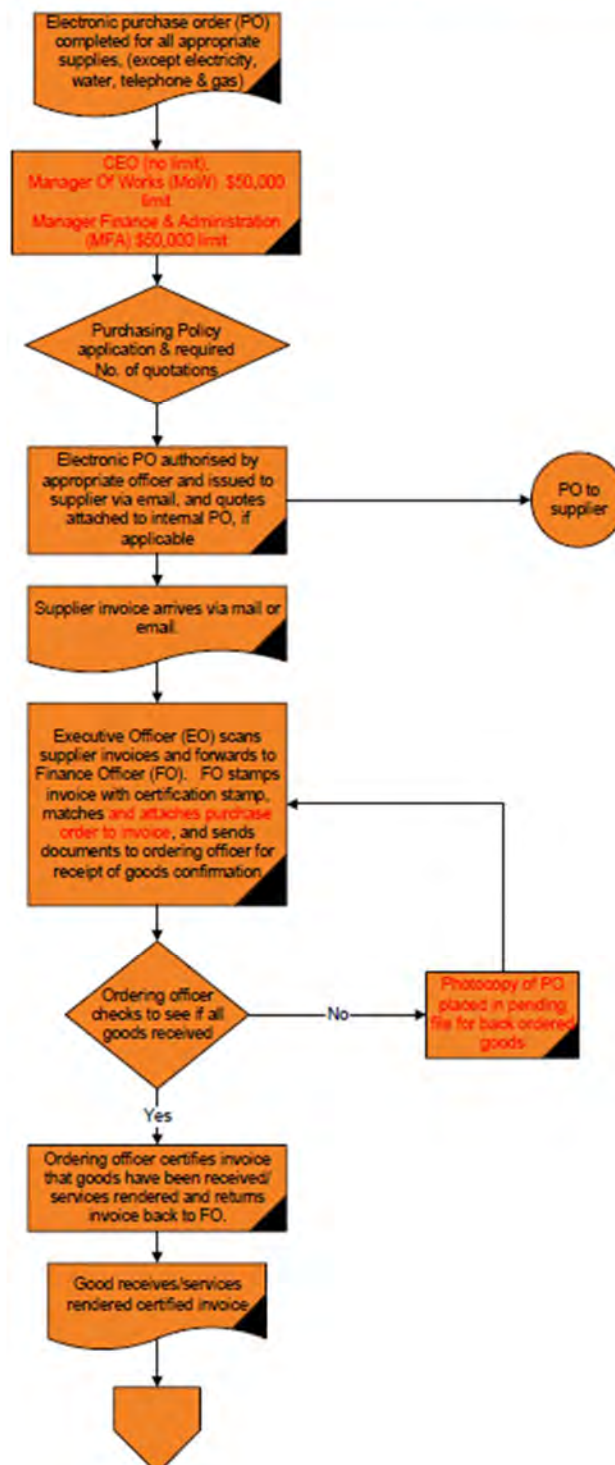 Electronic purchase order (PO)
completed for all appropriate
supplies, (except electricity,
water, telephone & gas)
CEO (no limit),
Manager Of Works (MoW) $50,000
limit
Manager Finance & Administration
(MFA) $50,000 limit
Purchasing Policy
application & required
No. of quotations
Electronic PO authorised by
appropriate officer and issued to
supplier via email, and quotes
attached to internal PO, if
applicable
PO to
supplier
Supplier invoice arrives via mail or
email.
Executive Officer (EO) scans
supplier invoices and forwards to
Finance Officer (FO). FO stamps
invoice with certification stamp,
matches and attaches purchase
order to invoice, and sends
documents to ordering officer for
receipt of goods confirmation
Ordering officer
checks to see if all
goods received
No
Photocopy of PO
placed in pending
file for back ordered
goods
Yes
Ordering officer certifies invoice
that goods have been received/
services rendered and returns
invoice back to FO.
Good receives/services
rendered certified invoice